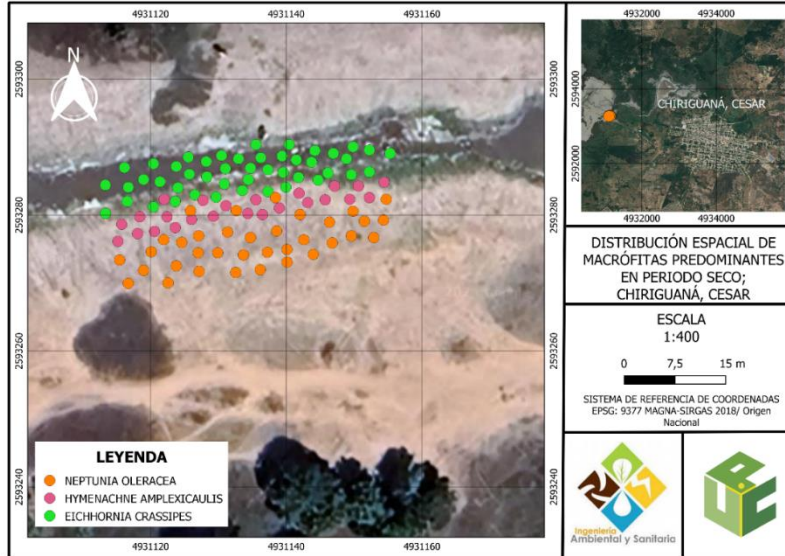 4931120
4931140
4931160
2593300
2593280
2593260
2593240
N
LEYENDA
NEPTUNIA OLERACEA
HYMENACHNE AMPLEXICAULIS
EICHHORNIA CRASSIPES
2593300
2593280
2593260
2593240
4931120
4931140
4931160
4932000
4934000
2594000
2592000
CHIRIGUANÁ, CESAR
2594000
2592000
4932000
4934000
DISTRIBUCIÓN ESPACIAL DE
MACRÓFITAS PREDOMINANTES
EN PERIODO SECO;
CHIRIGUANÁ, CESAR
ESCALA
1:400
0 7,5 15 m
SISTEMA DE REFERENCIA DE COORDENADAS
EPSG: 9377 MAGNA-SIRGAS 2018/ Origen
Nacional
Ingeniería
Ambiental y Sanitaria
UPC